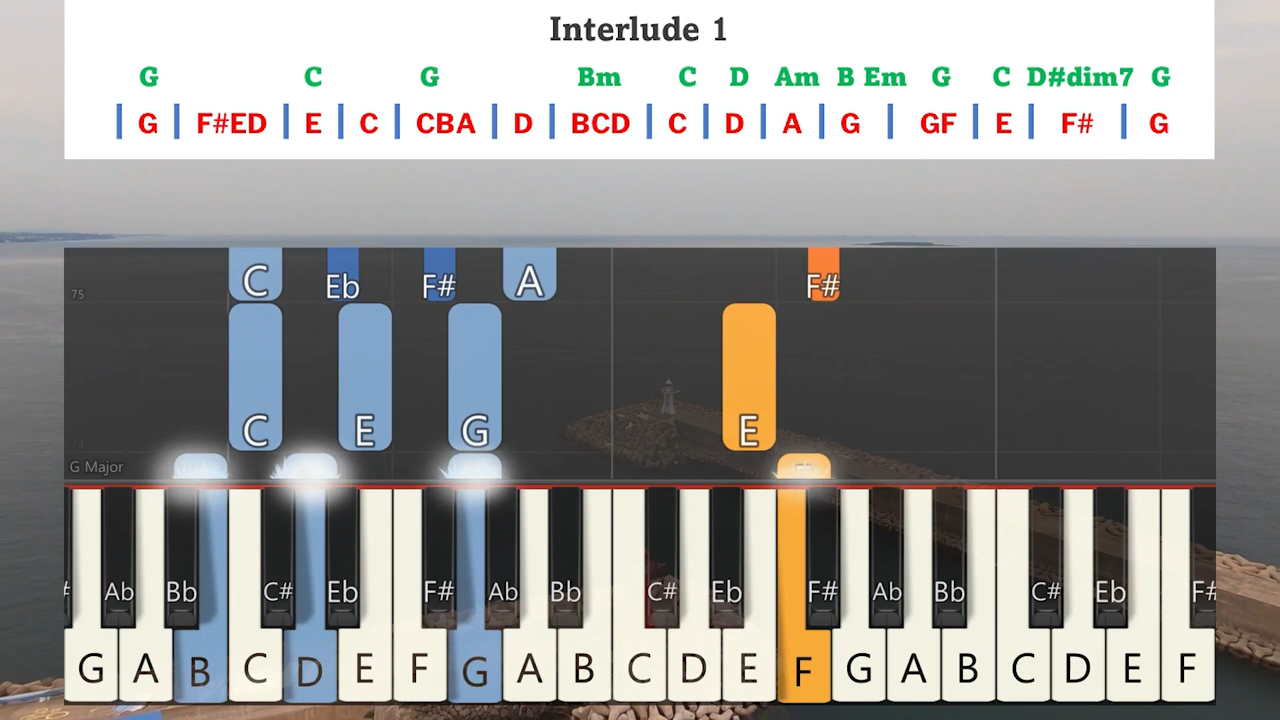 Interlude 1
G C G Bm C D Am B Em G C D#dim7 G
| G | F#ED | E | C | CBA | D | BCD | C | D | A | G | GF | E | F# | G
C Eb F# A F#
75
C E G E
G Major
Ab Bb C# Eb F# Ab Bb C# Eb F# Ab Bb C# Eb F#
G A B C D E F G A B C D E F G A B C D E F